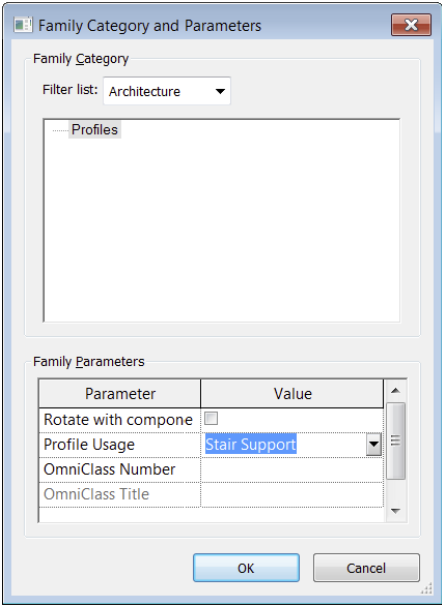 Family Category and Parameters
Family Category
Filter list: Architecture
Profiles
Family Parameters
Parameter Value
Rotate with compone
Profile Usage Stair Support
OmniClass Number
OmniClass Title
OK Cancel